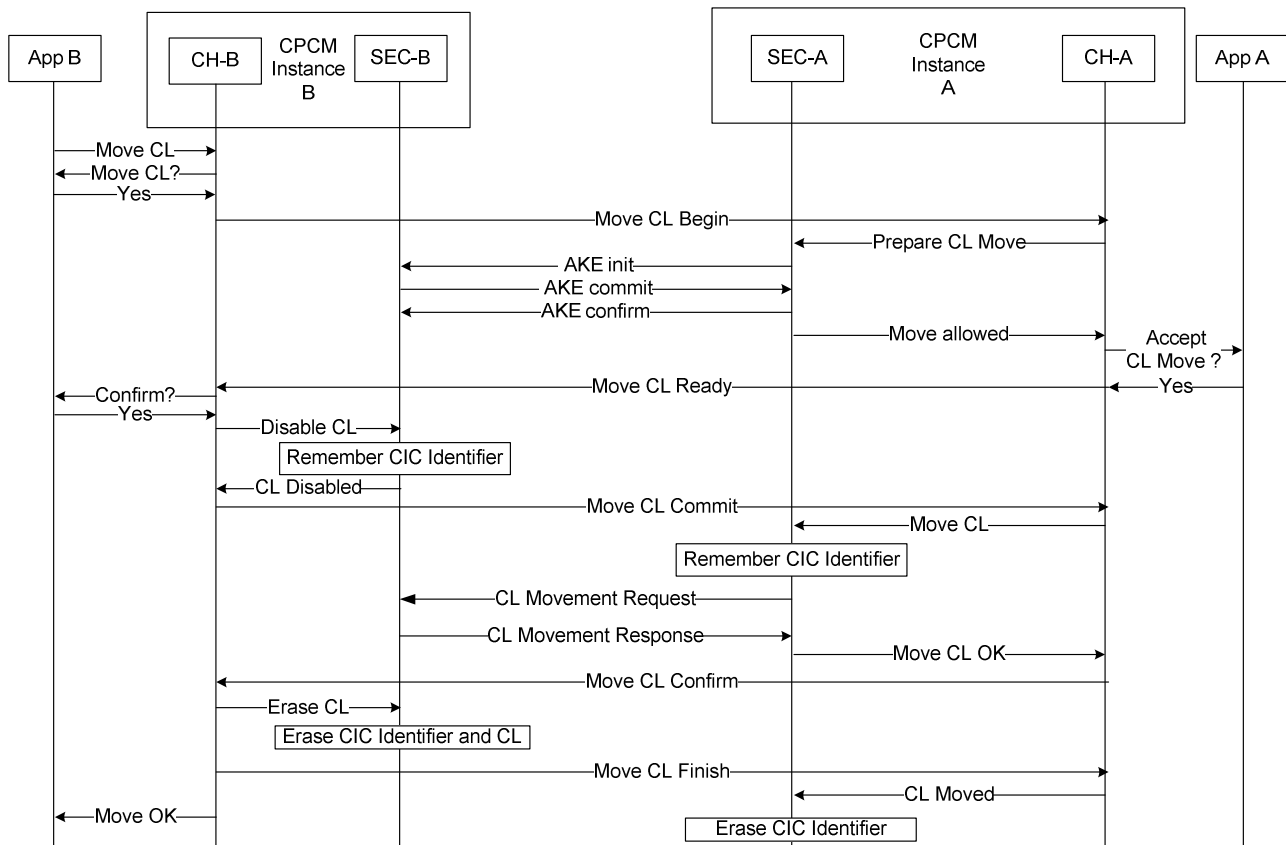 App B
CH-B
CPCM
Instance
B
SEC-B
SEC-A
CPCM
Instance
A
CH-A
App A
Move CL
Move CL?
Yes
Move CL Begin
Prepare CL Move
AKE init
AKE commit
AKE confirm
Move allowed
Accept
CL Move ?
Move CL Ready
Yes
Confirm?
Yes
Disable CL
Remember CIC Identifier
CL Disabled
Move CL Commit
Move CL
Remember CIC Identifier
CL Movement Request
CL Movement Response
Move CL OK
Move CL Confirm
Erase CL
Erase CIC Identifier and CL
Move CL Finish
CL Moved
Move OK
Erase CIC Identifier